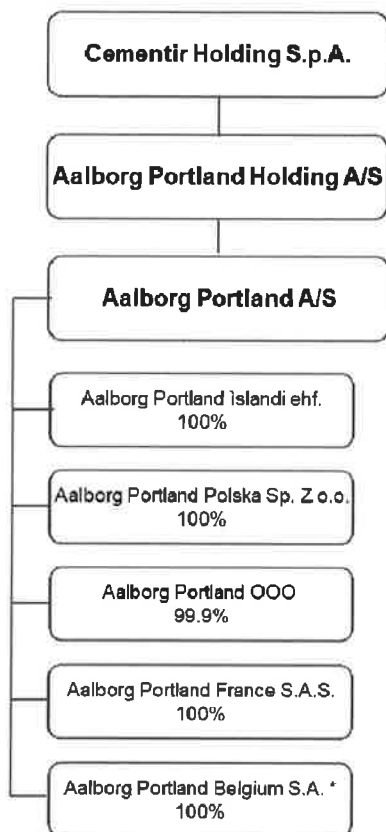 Cementir Holding S.p.A.
Aalborg Portland Holding A/S
Aalborg Portland A/S
Aalborg Portland Íslandi ehf.
100%
Aalborg Portland Polska Sp. Z o.o.
100%
Aalborg Portland OOO
99.9%
Aalborg Portland France S.A.S.
100%
Aalborg Portland Belgium S.A. *
100%